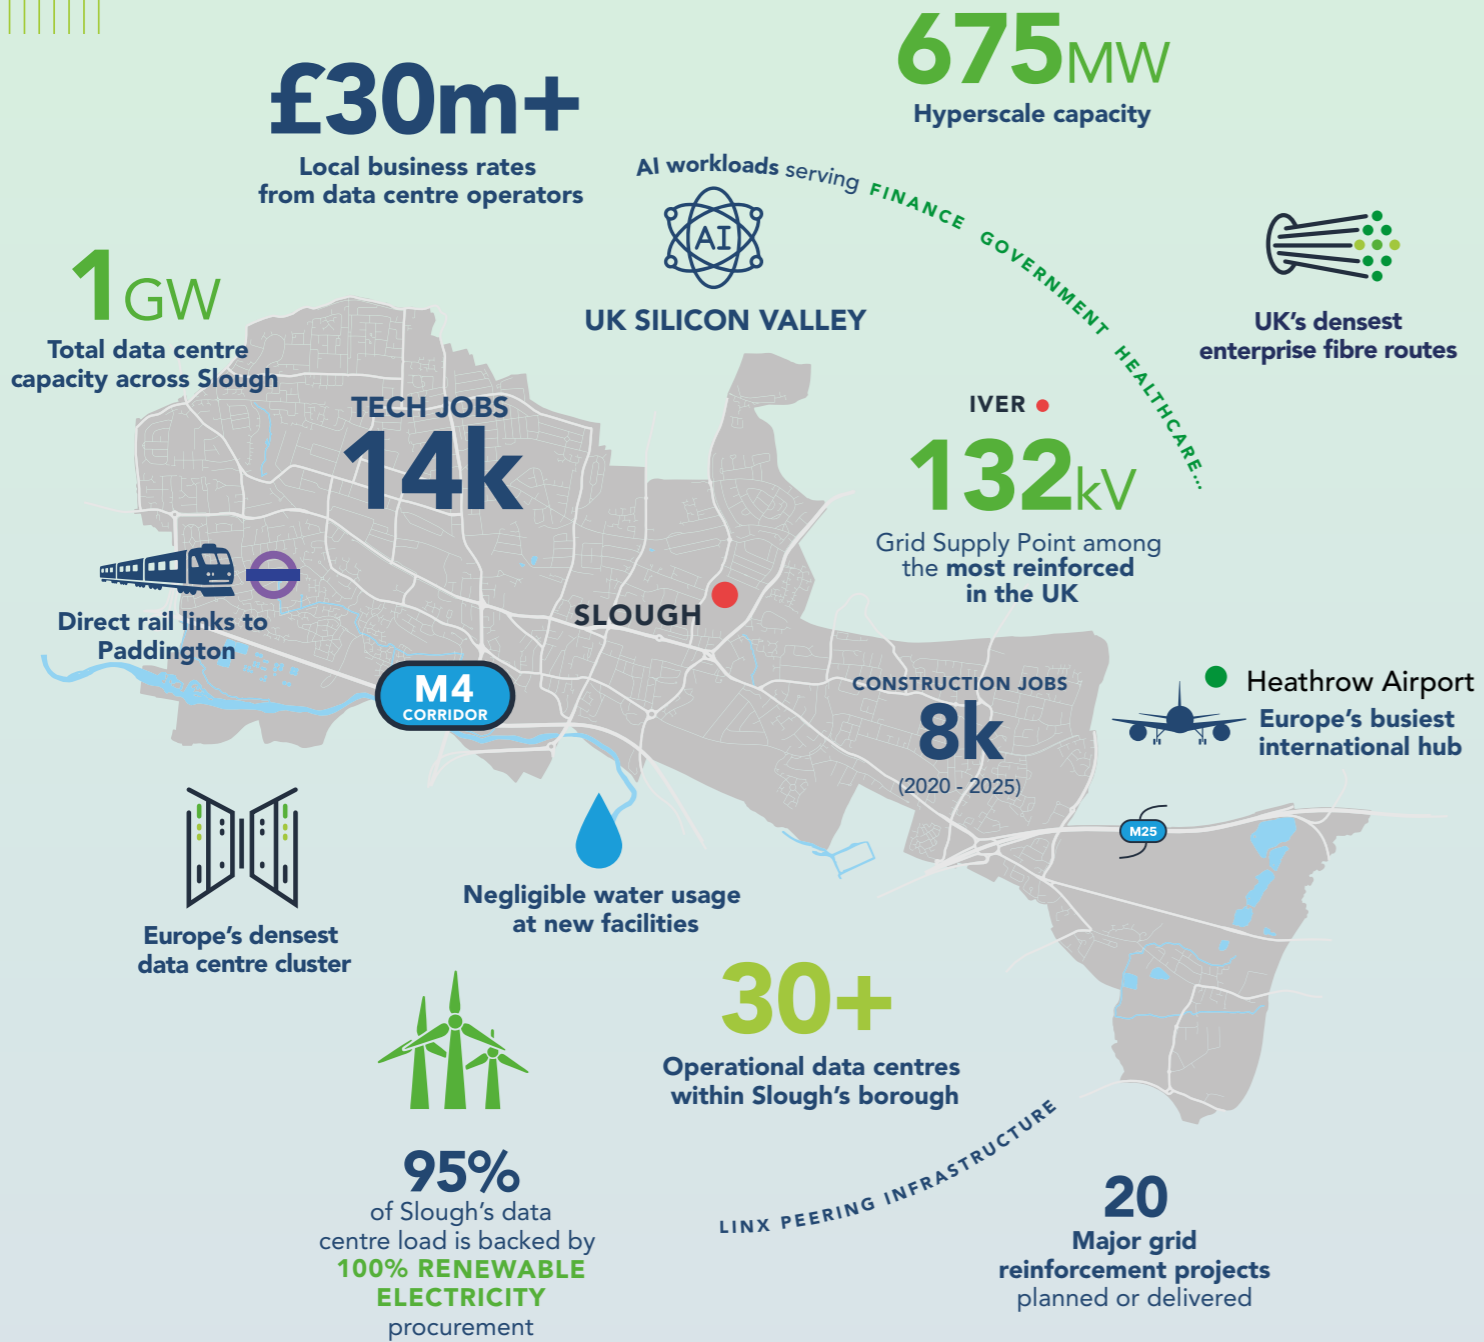 £30m+
Local business rates
from data centre operators
675MW
Hyperscale capacity
AI workloads serving FINANCE GOVERNMENT HEALTHCARE...
AI
UK SILICON VALLEY
UK's densest
enterprise fibre routes
1GW
Total data centre
capacity across Slough
TECH JOBS
14k
IVER
132kV
Grid Supply Point among
the most reinforced
in the UK
Direct rail links to
Paddington
SLOUGH
M4
CORRIDOR
CONSTRUCTION JOBS
8k
(2020 - 2025)
Heathrow Airport
Europe's busiest
international hub
M25
Europe's densest
data centre cluster
Negligible water usage
at new facilities
30+
Operational data centres
within Slough's borough
95%
of Slough's data
centre load is backed by
100% RENEWABLE
ELECTRICITY
procurement
LINX PEERING INFRASTRUCTURE
20
Major grid
reinforcement projects
planned or delivered